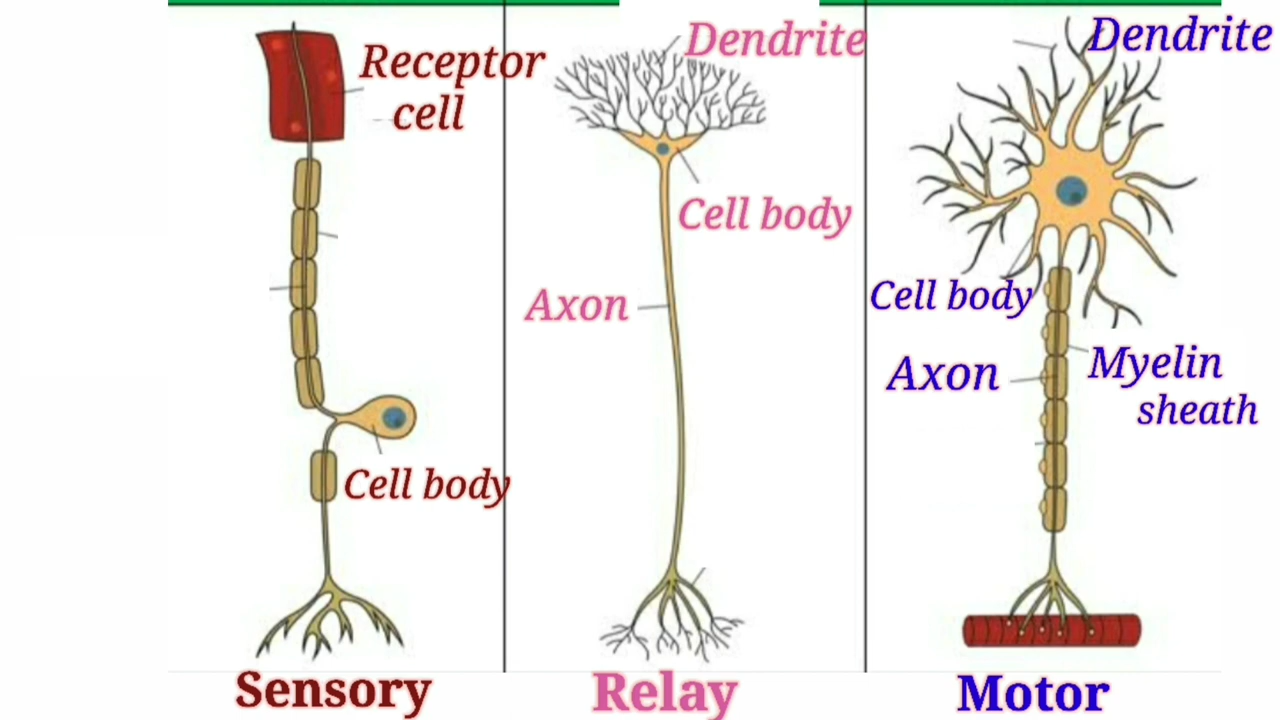 Receptor
cell
Cell body
Sensory
Dendrite
Cell body
Axon
Relay
Dendrite
Cell body
Axon
Myelin
sheath
Motor